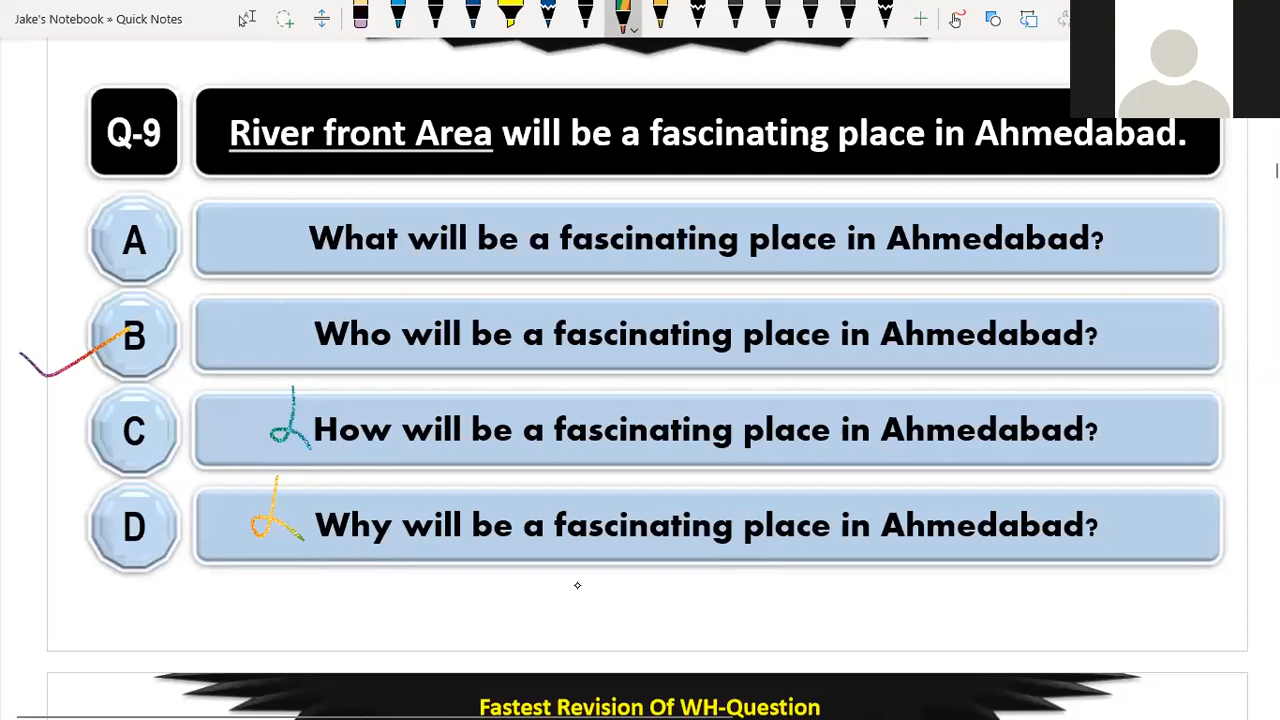 Jake's Notebook » Quick Notes
Q-9
River front Area will be a fascinating place in Ahmedabad.
A
What will be a fascinating place in Ahmedabad?
B
Who will be a fascinating place in Ahmedabad?
C
How will be a fascinating place in Ahmedabad?
D
Why will be a fascinating place in Ahmedabad?
Fastest Revision Of WH-Question